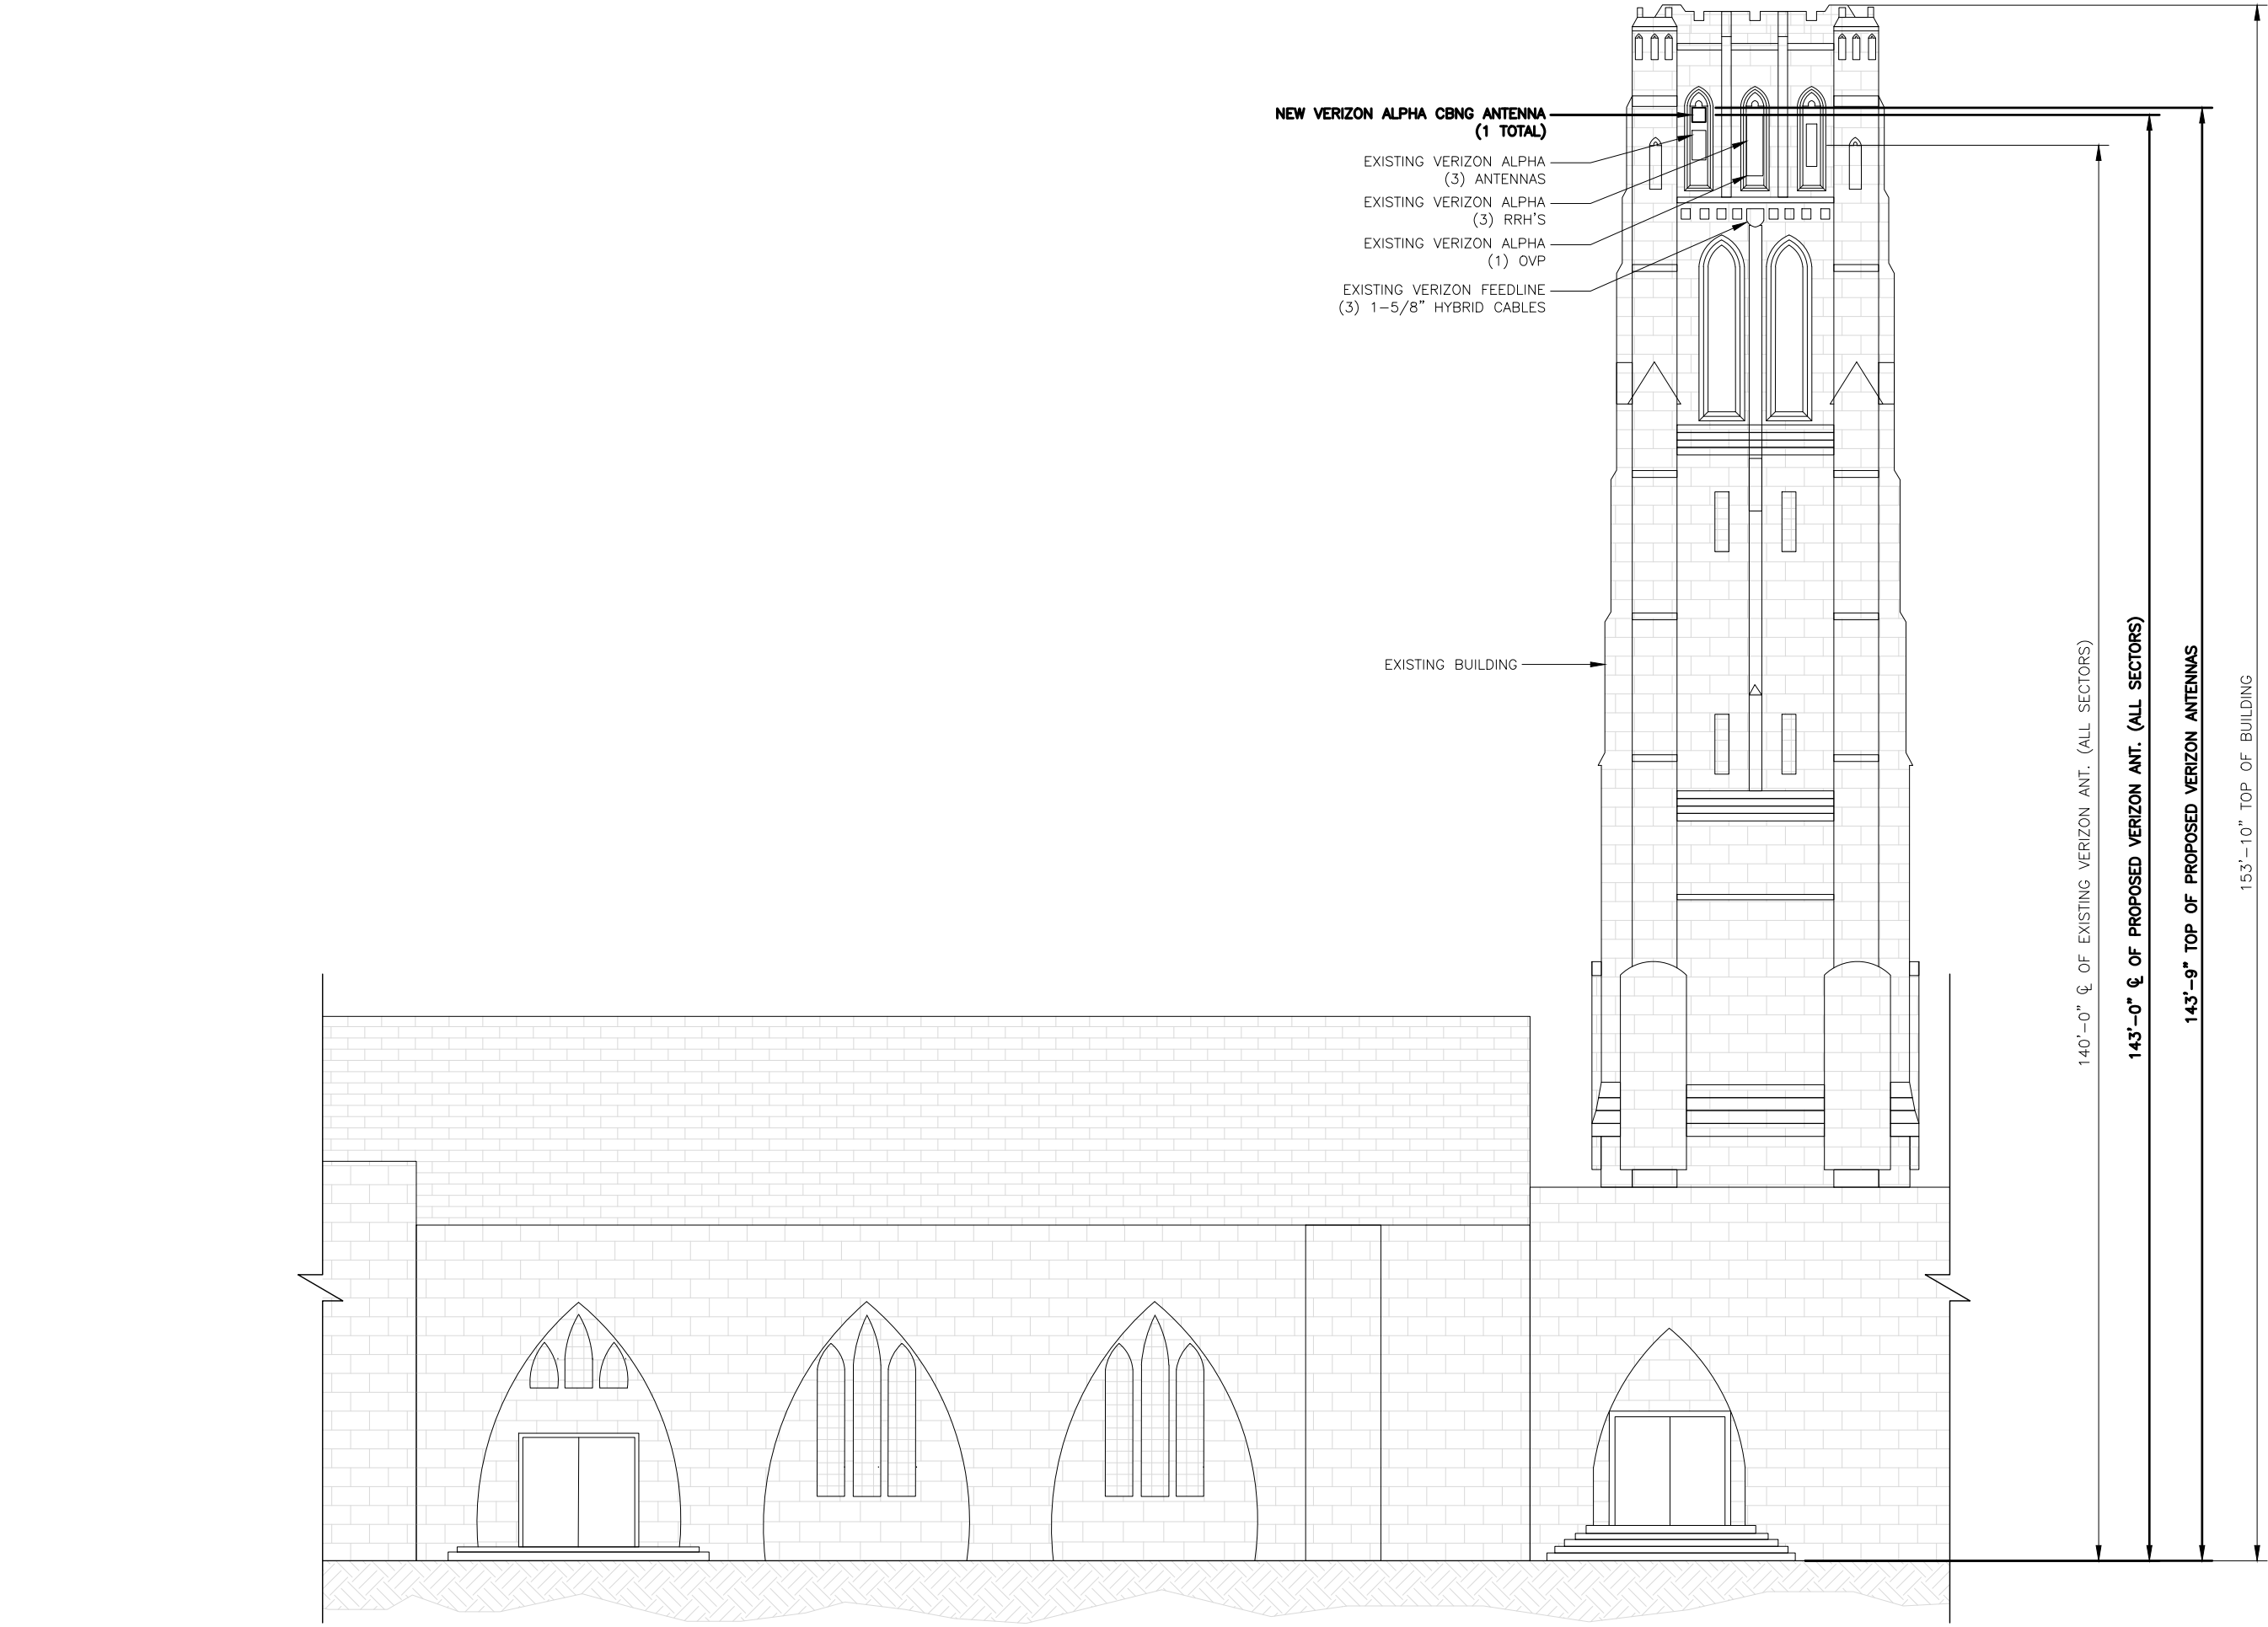 NEW VERIZON ALPHA CBNG ANTENNA
(1 TOTAL)
EXISTING VERIZON ALPHA
(3) ANTENNAS
EXISTING VERIZON ALPHA
(3) RRH'S
EXISTING VERIZON ALPHA
(1) OVP
EXISTING VERIZON FEEDLINE
(3) 1-5/8" HYBRID CABLES
EXISTING BUILDING
140'-0" ℄ OF EXISTING VERIZON ANT. (ALL SECTORS)
143'-0" ℄ OF PROPOSED VERIZON ANT. (ALL SECTORS)
143'-9" TOP OF PROPOSED VERIZON ANTENNAS
153'-10" TOP OF BUILDING